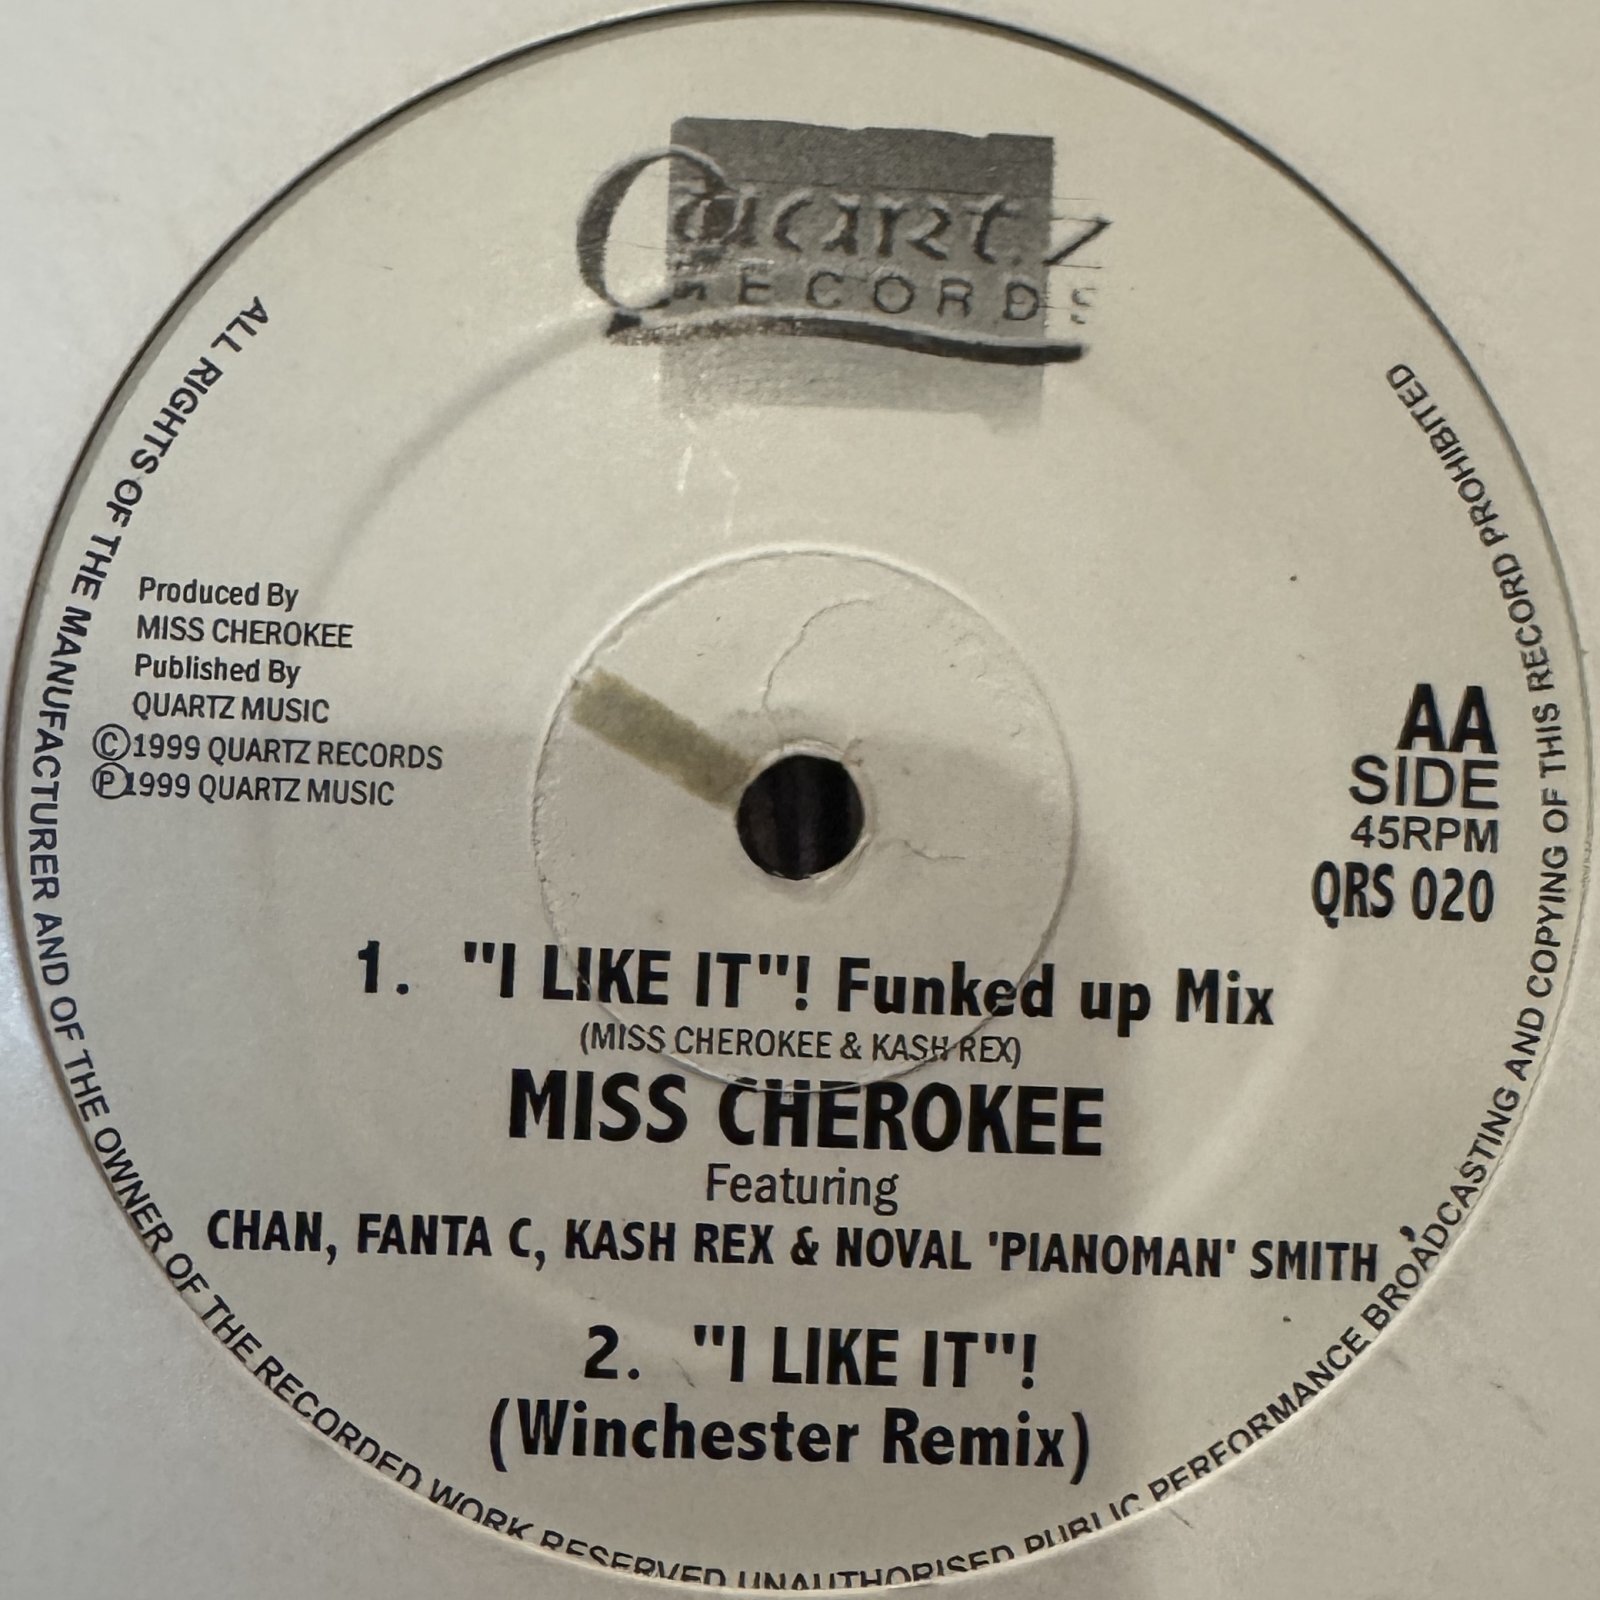 Quartz
RECORDS
ALL RIGHTS OF THE MANUFACTURER AND OF THE OWNER OF THE RECORDED WORK RESERVED UNAUTHORISED PUBLIC PERFORMANCE BROADCASTING AND COPYING OF THIS RECORD PROHIBITED
Produced By
MISS CHEROKEE
Published By
QUARTZ MUSIC
©1999 QUARTZ RECORDS
℗1999 QUARTZ MUSIC
AA
SIDE
45RPM
QRS 020
1. "I LIKE IT"! Funked up Mix
(MISS CHEROKEE & KASH REX)
MISS CHEROKEE
Featuring
CHAN, FANTA C, KASH REX & NOVAL 'PIANOMAN' SMITH
2. "I LIKE IT"!
(Winchester Remix)